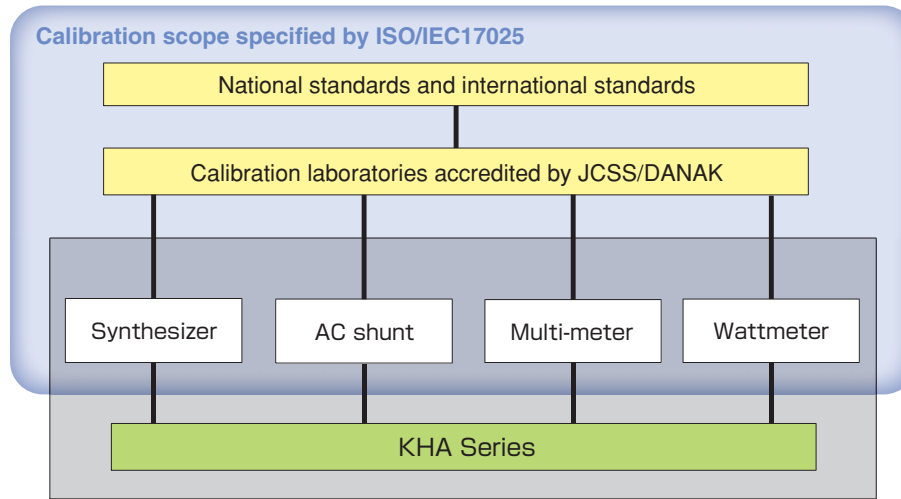 Calibration scope specified by ISO/IEC17025
National standards and international standards
Calibration laboratories accredited by JCSS/DANAK
Synthesizer
AC shunt
Multi-meter
Wattmeter
KHA Series